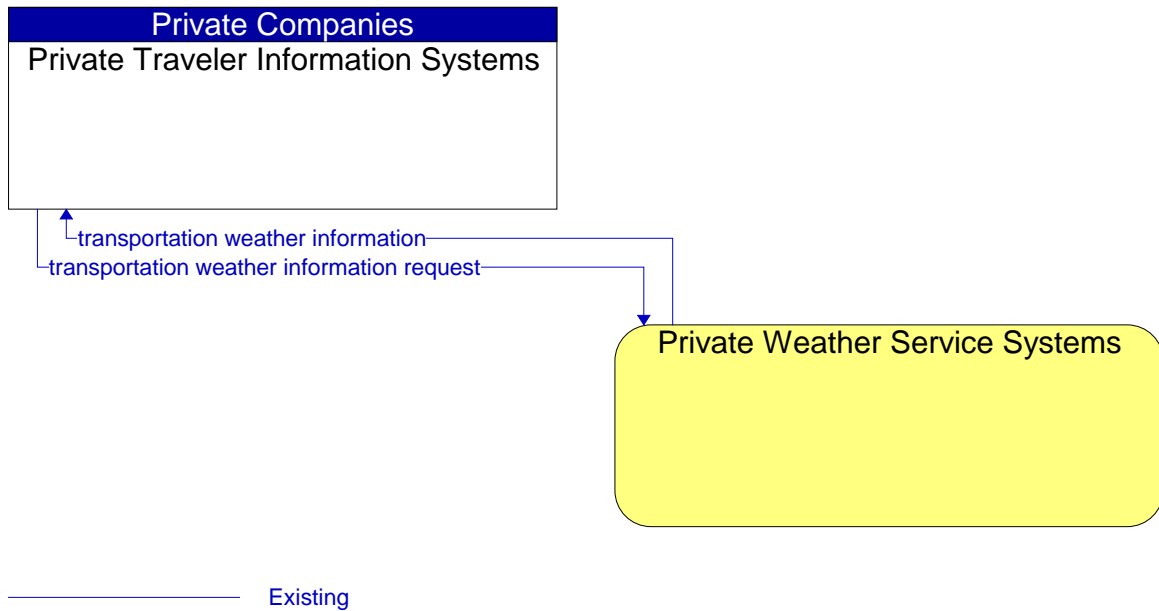 Private Companies
Private Traveler Information Systems
transportation weather information
transportation weather information request
Private Weather Service Systems
Existing